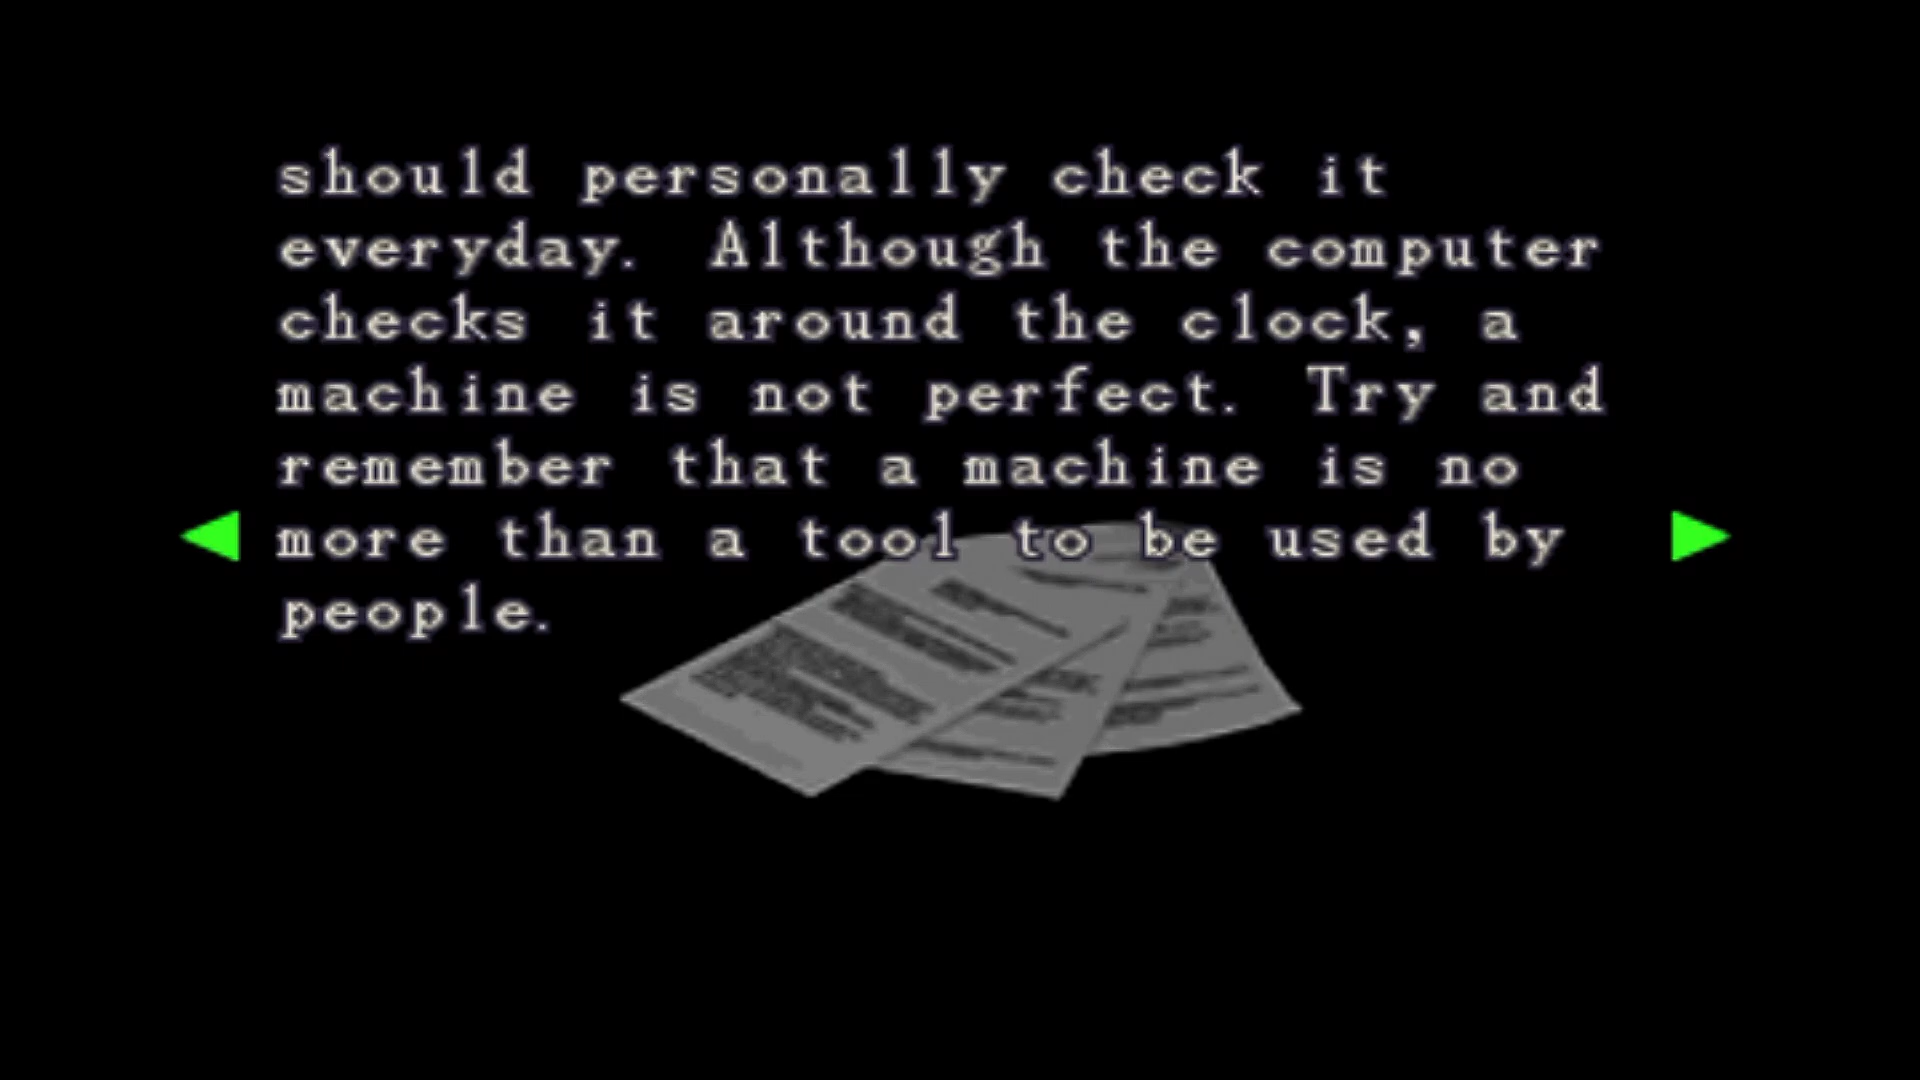 should personally check it
everyday. Although the computer
checks it around the clock, a
machine is not perfect. Try and
remember that a machine is no
more than a tool to be used by
people.